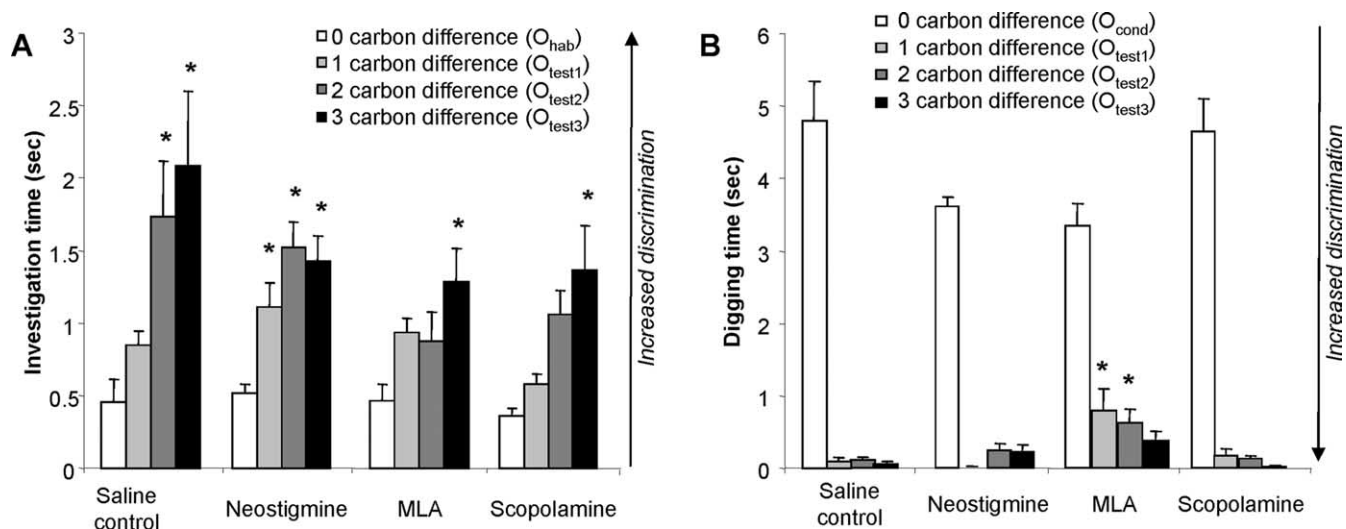 A
3
2.5
2
1.5
1
0.5
0
Investigation time (sec)
0 carbon difference (Ohab)
1 carbon difference (Otest1)
2 carbon difference (Otest2)
3 carbon difference (Otest3)
* *
* * *
*
*
Increased discrimination
Saline
control
Neostigmine
MLA
Scopolamine
B
6
5
4
3
2
1
0
Digging time (sec)
0 carbon difference (Ocond)
1 carbon difference (Otest1)
2 carbon difference (Otest2)
3 carbon difference (Otest3)
* *
Increased discrimination
Saline
control
Neostigmine
MLA
Scopolamine